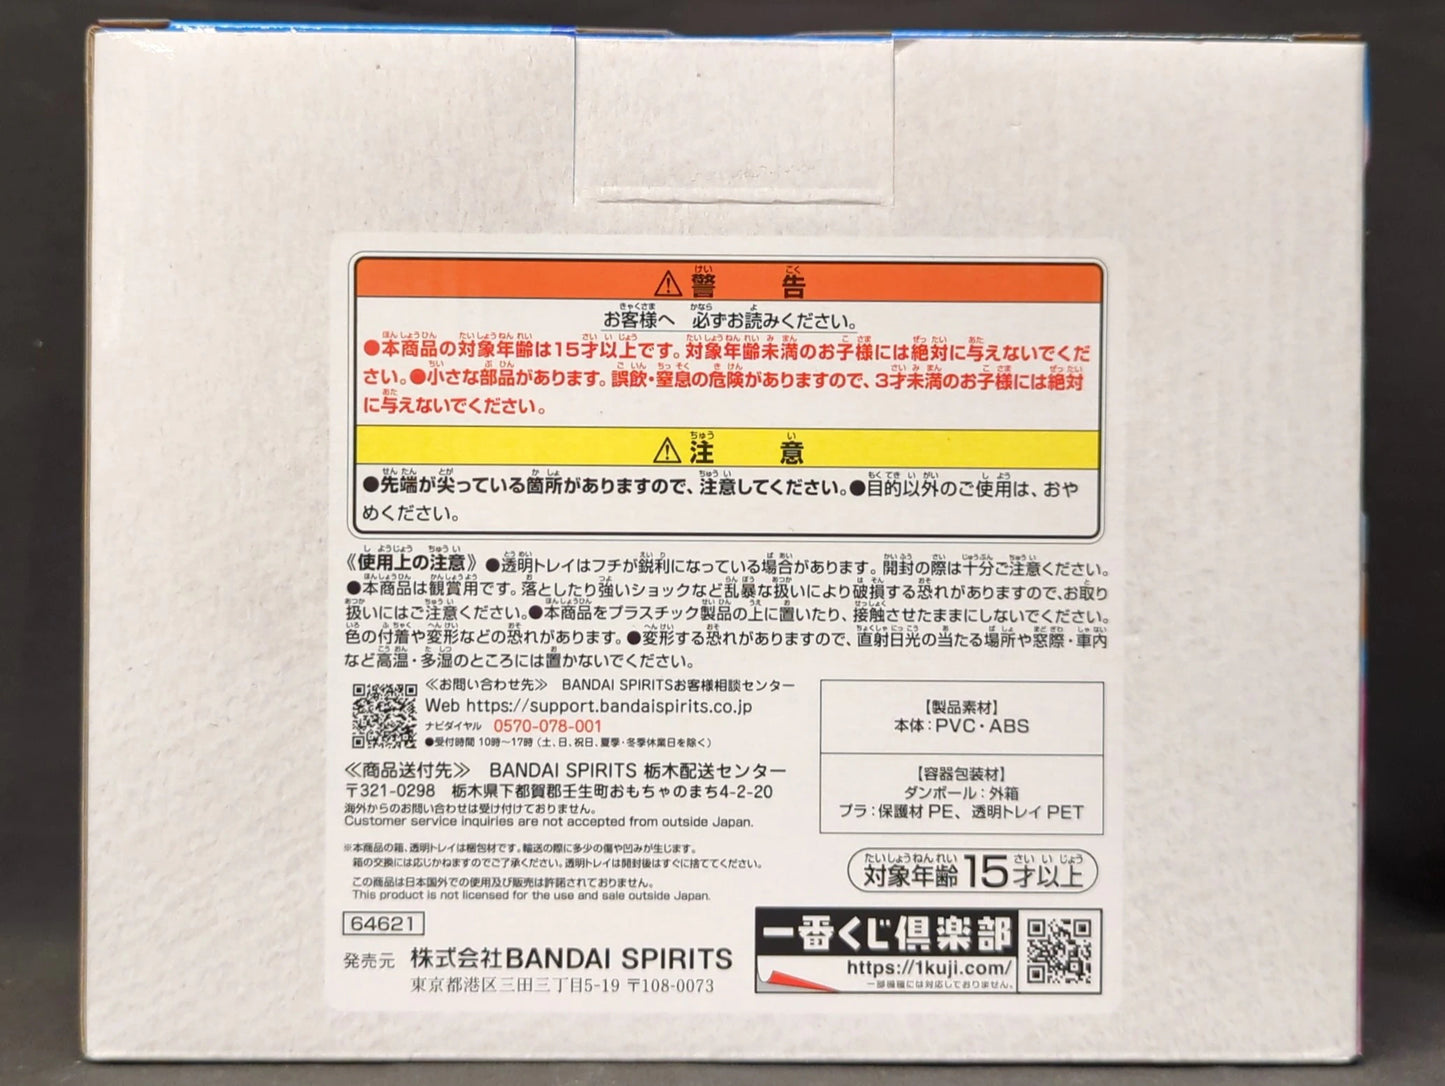 ⚠警告
お客様へ 必ずお読みください。
●本商品の対象年齢は15才以上です。対象年齢未満のお子様には絶対に与えないでくだ
さい。●小さな部品があります。誤飲・窒息の危険がありますので、3才未満のお子様には絶対
に与えないでください。
⚠注意
●先端が尖っている箇所がありますので、注意してください。●目的以外のご使用は、おや
めください。
《使用上の注意》●透明トレイはフチが鋭利になっている場合があります。開封の際は十分ご注意ください。
●本商品は観賞用です。落としたり強いショックなど乱暴な扱いにより破損する恐れがありますので、お取り
扱いにはご注意ください。●本商品をプラスチック製品の上に置いたり、接触させたままにしないでください。
色の付着や変形などの恐れがあります。●変形する恐れがありますので、直射日光の当たる場所や窓際・車内
など高温・多湿のところには置かないでください。
≪お問い合わせ先≫ BANDAI SPIRITSお客様相談センター
Web https://support.bandaispirits.co.jp
ナビダイヤル 0570-078-001
●受付時間 10時〜17時（土、日、祝日、夏季・冬季休業日を除く）
≪商品送付先≫ BANDAI SPIRITS 栃木配送センター
〒321-0298 栃木県下都賀郡壬生町おもちゃのまち4-2-20
海外からのお問い合わせは受け付けておりません。
Customer service inquiries are not accepted from outside Japan.
※本商品の箱、透明トレイは梱包材です。輸送の際に多少の傷や凹みが生じます。
箱の交換には応じかねますのでご了承ください。透明トレイは開封後はすぐに捨ててください。
この商品は日本国外での使用及び販売は許諾されておりません。
This product is not licensed for the use and sale outside Japan.
64621
発売元 株式会社BANDAI SPIRITS
東京都港区三田三丁目5-19 〒108-0073
【製品素材】
本体：PVC・ABS
【容器包装材】
ダンボール：外箱
プラ：保護材 PE、透明トレイ PET
対象年齢15才以上
一番くじ倶楽部
https://1kuji.com/
一部機種には対応しておりません。